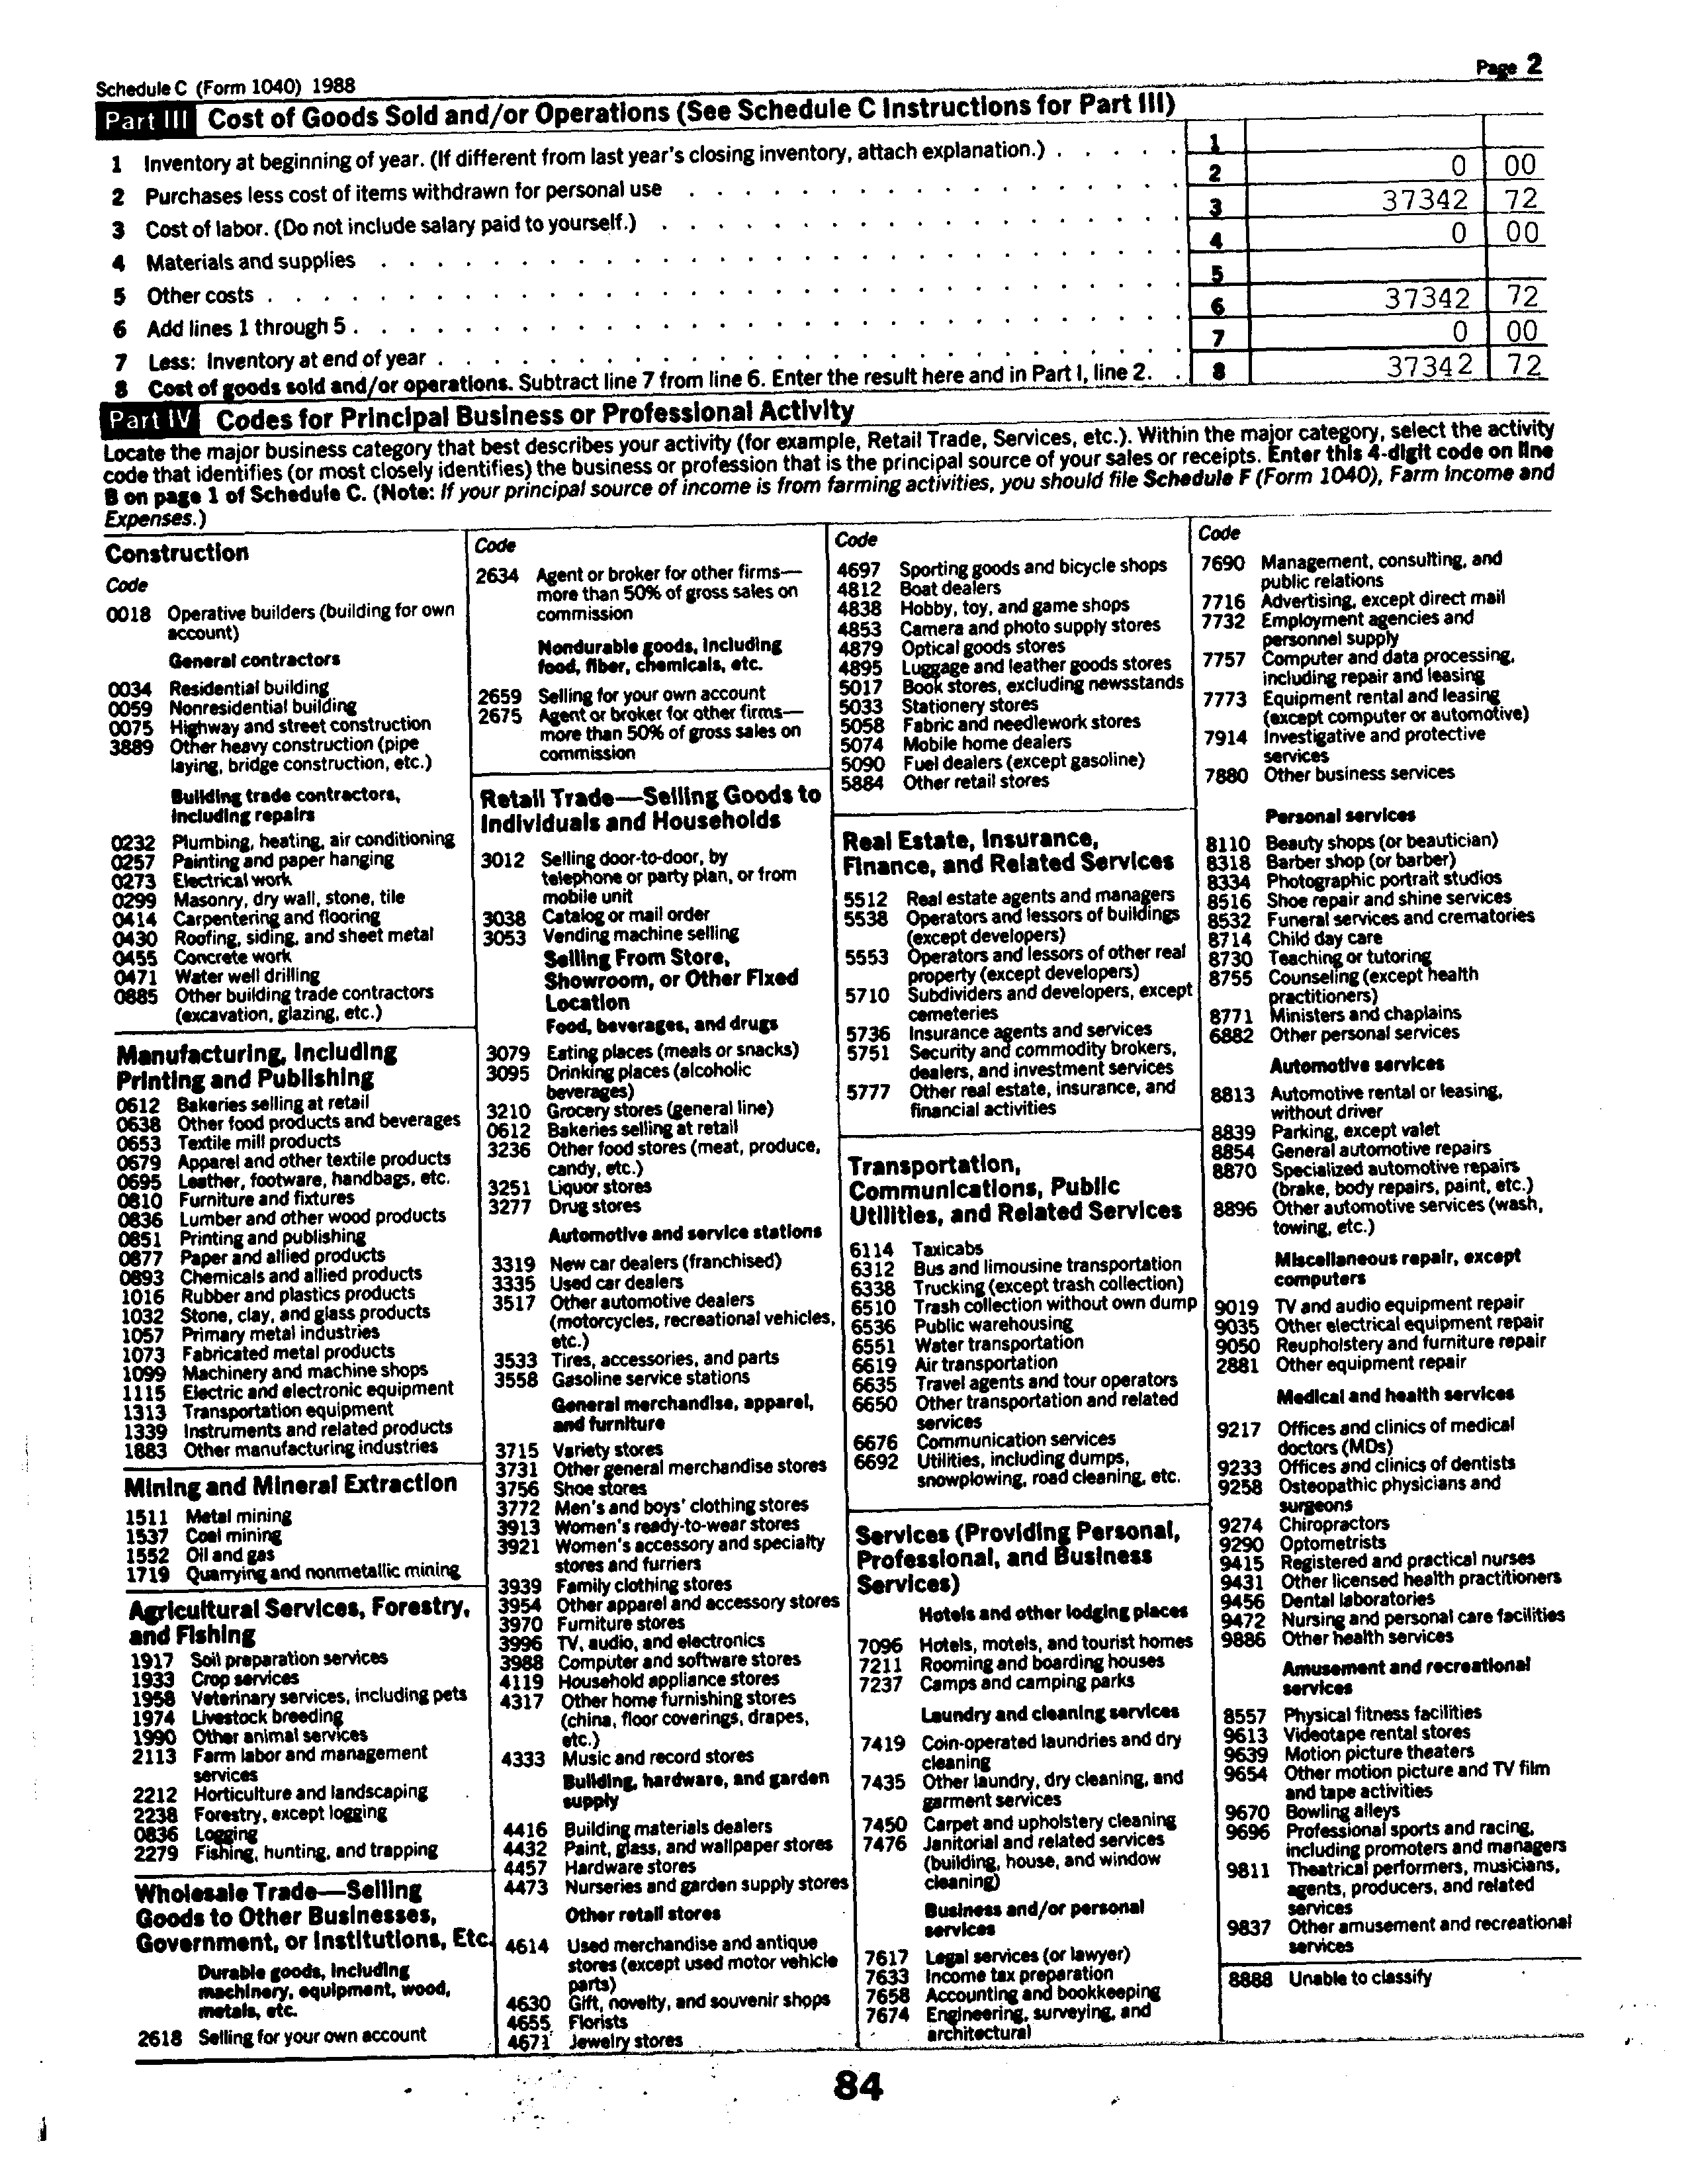 Schedule C (Form 1040) 1988
Page 2
Part III Cost of Goods Sold and/or Operations (See Schedule C Instructions for Part III)
1 Inventory at beginning of year. (If different from last year's closing inventory, attach explanation.) . . . . . 1
2 Purchases less cost of items withdrawn for personal use 2 0 00
3 Cost of labor. (Do not include salary paid to yourself.) 3 37342 72
4 Materials and supplies 4 0 00
5 Other costs 5
6 Add lines 1 through 5 6 37342 72
7 Less: Inventory at end of year 7 0 00
8 Cost of goods sold and/or operations. Subtract line 7 from line 6. Enter the result here and in Part I, line 2. . 8 37342 72
Part IV Codes for Principal Business or Professional Activity
Locate the major business category that best describes your activity (for example, Retail Trade, Services, etc.). Within the major category, select the activity
code that identifies (or most closely identifies) the business or profession that is the principal source of your sales or receipts. Enter this 4-digit code on line
B on page 1 of Schedule C. (Note: If your principal source of income is from farming activities, you should file Schedule F (Form 1040), Farm Income and
Expenses.)
Construction
Code
0018 Operative builders (building for own
account)
General contractors
0034 Residential building
0059 Nonresidential building
0075 Highway and street construction
3889 Other heavy construction (pipe
laying, bridge construction, etc.)
Building trade contractors,
including repairs
0232 Plumbing, heating, air conditioning
0257 Painting and paper hanging
0273 Electrical work
0299 Masonry, dry wall, stone, tile
0414 Carpentering and flooring
0430 Roofing, siding, and sheet metal
0455 Concrete work
0471 Water well drilling
0885 Other building trade contractors
(excavation, glazing, etc.)
Manufacturing, Including
Printing and Publishing
0612 Bakeries selling at retail
0638 Other food products and beverages
0653 Textile mill products
0679 Apparel and other textile products
0695 Leather, footware, handbags, etc.
0810 Furniture and fixtures
0836 Lumber and other wood products
0851 Printing and publishing
0877 Paper and allied products
0893 Chemicals and allied products
1016 Rubber and plastics products
1032 Stone, clay, and glass products
1057 Primary metal industries
1073 Fabricated metal products
1099 Machinery and machine shops
1115 Electric and electronic equipment
1313 Transportation equipment
1339 Instruments and related products
1883 Other manufacturing industries
Mining and Mineral Extraction
1511 Metal mining
1537 Coal mining
1552 Oil and gas
1719 Quarrying and nonmetallic mining
Agricultural Services, Forestry,
and Fishing
1917 Soil preparation services
1933 Crop services
1958 Veterinary services, including pets
1974 Livestock breeding
1990 Other animal services
2113 Farm labor and management
services
2212 Horticulture and landscaping
2238 Forestry, except logging
0836 Logging
2279 Fishing, hunting, and trapping
Wholesale Trade—Selling
Goods to Other Businesses,
Government, or Institutions, Etc.
Durable goods, including
machinery, equipment, wood,
metals, etc.
2618 Selling for your own account
Code
2634 Agent or broker for other firms—
more than 50% of gross sales on
commission
Nondurable goods, including
food, fiber, chemicals, etc.
2659 Selling for your own account
2675 Agent or broker for other firms—
more than 50% of gross sales on
commission
Retail Trade—Selling Goods to
Individuals and Households
3012 Selling door-to-door, by
telephone or party plan, or from
mobile unit
3038 Catalog or mail order
3053 Vending machine selling
Selling From Store,
Showroom, or Other Fixed
Location
Food, beverages, and drugs
3079 Eating places (meals or snacks)
3095 Drinking places (alcoholic
beverages)
3210 Grocery stores (general line)
0612 Bakeries selling at retail
3236 Other food stores (meat, produce,
candy, etc.)
3251 Liquor stores
3277 Drug stores
Automotive and service stations
3319 New car dealers (franchised)
3335 Used car dealers
3517 Other automotive dealers
(motorcycles, recreational vehicles,
etc.)
3533 Tires, accessories, and parts
3558 Gasoline service stations
General merchandise, apparel,
and furniture
3715 Variety stores
3731 Other general merchandise stores
3756 Shoe stores
3772 Men's and boys' clothing stores
3913 Women's ready-to-wear stores
3921 Women's accessory and specialty
stores and furriers
3939 Family clothing stores
3954 Other apparel and accessory stores
3970 Furniture stores
3996 TV, audio, and electronics
3988 Computer and software stores
4119 Household appliance stores
4317 Other home furnishing stores
(china, floor coverings, drapes,
etc.)
4333 Music and record stores
Building, hardware, and garden
supply
4416 Building materials dealers
4432 Paint, glass, and wallpaper stores
4457 Hardware stores
4473 Nurseries and garden supply stores
Other retail stores
4614 Used merchandise and antique
stores (except used motor vehicle
parts)
4630 Gift, novelty, and souvenir shops
4655 Florists
4671 Jewelry stores
Code
4697 Sporting goods and bicycle shops
4812 Boat dealers
4838 Hobby, toy, and game shops
4853 Camera and photo supply stores
4879 Optical goods stores
4895 Luggage and leather goods stores
5017 Book stores, excluding newsstands
5033 Stationery stores
5058 Fabric and needlework stores
5074 Mobile home dealers
5090 Fuel dealers (except gasoline)
5884 Other retail stores
Real Estate, Insurance,
Finance, and Related Services
5512 Real estate agents and managers
5538 Operators and lessors of buildings
(except developers)
5553 Operators and lessors of other real
property (except developers)
5710 Subdividers and developers, except
cemeteries
5736 Insurance agents and services
5751 Security and commodity brokers,
dealers, and investment services
5777 Other real estate, insurance, and
financial activities
Transportation,
Communications, Public
Utilities, and Related Services
6114 Taxicabs
6312 Bus and limousine transportation
6338 Trucking (except trash collection)
6510 Trash collection without own dump
6536 Public warehousing
6551 Water transportation
6619 Air transportation
6635 Travel agents and tour operators
6650 Other transportation and related
services
6676 Communication services
6692 Utilities, including dumps,
snowplowing, road cleaning, etc.
Services (Providing Personal,
Professional, and Business
Services)
Hotels and other lodging places
7096 Hotels, motels, and tourist homes
7211 Rooming and boarding houses
7237 Camps and camping parks
Laundry and cleaning services
7419 Coin-operated laundries and dry
cleaning
7435 Other laundry, dry cleaning, and
garment services
7450 Carpet and upholstery cleaning
7476 Janitorial and related services
(building, house, and window
cleaning)
Business and/or personal
services
7617 Legal services (or lawyer)
7633 Income tax preparation
7658 Accounting and bookkeeping
7674 Engineering, surveying, and
architectural
Code
7690 Management, consulting, and
public relations
7716 Advertising, except direct mail
7732 Employment agencies and
personnel supply
7757 Computer and data processing,
including repair and leasing
7773 Equipment rental and leasing
(except computer or automotive)
7914 Investigative and protective
services
7880 Other business services
Personal services
8110 Beauty shops (or beautician)
8318 Barber shop (or barber)
8334 Photographic portrait studios
8516 Shoe repair and shine services
8532 Funeral services and crematories
8714 Child day care
8730 Teaching or tutoring
8755 Counseling (except health
practitioners)
8771 Ministers and chaplains
6882 Other personal services
Automotive services
8813 Automotive rental or leasing,
without driver
8839 Parking, except valet
8854 General automotive repairs
8870 Specialized automotive repairs
(brake, body repairs, paint, etc.)
8896 Other automotive services (wash,
towing, etc.)
Miscellaneous repair, except
computers
9019 TV and audio equipment repair
9035 Other electrical equipment repair
9050 Reupholstery and furniture repair
2881 Other equipment repair
Medical and health services
9217 Offices and clinics of medical
doctors (MDs)
9233 Offices and clinics of dentists
9258 Osteopathic physicians and
surgeons
9274 Chiropractors
9290 Optometrists
9415 Registered and practical nurses
9431 Other licensed health practitioners
9456 Dental laboratories
9472 Nursing and personal care facilities
9886 Other health services
Amusement and recreational
services
8557 Physical fitness facilities
9613 Videotape rental stores
9639 Motion picture theaters
9654 Other motion picture and TV film
and tape activities
9670 Bowling alleys
9696 Professional sports and racing,
including promoters and managers
9811 Theatrical performers, musicians,
agents, producers, and related
services
9837 Other amusement and recreational
services
8888 Unable to classify
84